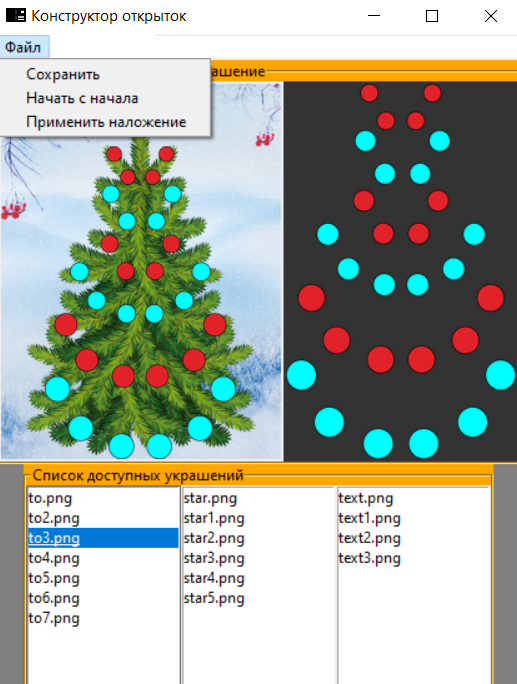 Конструктор открыток
Файл
Сохранить
Начать с начала
Применить наложение
Список доступных украшений
to.png
to2.png
to3.png
to4.png
to5.png
to6.png
to7.png
star.png
star1.png
star2.png
star3.png
star4.png
star5.png
text.png
text1.png
text2.png
text3.png